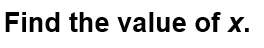 Find the value of x.